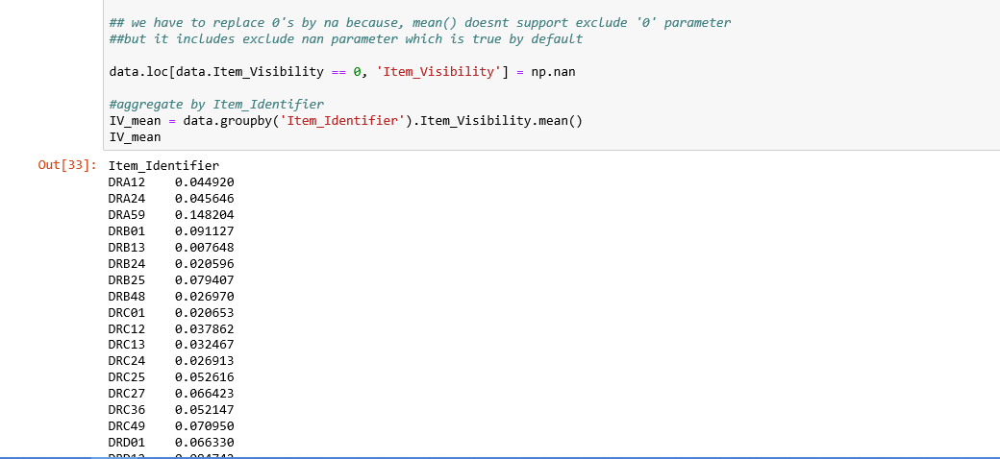 ## we have to replace 0's by na because, mean() doesnt support exclude '0' parameter
##but it includes exclude nan parameter which is true by default
data.loc[data.Item_Visibility == 0, 'Item_Visibility'] = np.nan
#aggregate by Item_Identifier
IV_mean = data.groupby('Item_Identifier').Item_Visibility.mean()
IV_mean
Out[33]: Item_Identifier
DRA12 0.044920
DRA24 0.045646
DRA59 0.148204
DRB01 0.091127
DRB13 0.007648
DRB24 0.020596
DRB25 0.079407
DRB48 0.026970
DRC01 0.020653
DRC12 0.037862
DRC13 0.032467
DRC24 0.026913
DRC25 0.052616
DRC27 0.066423
DRC36 0.052147
DRC49 0.070950
DRD01 0.066330